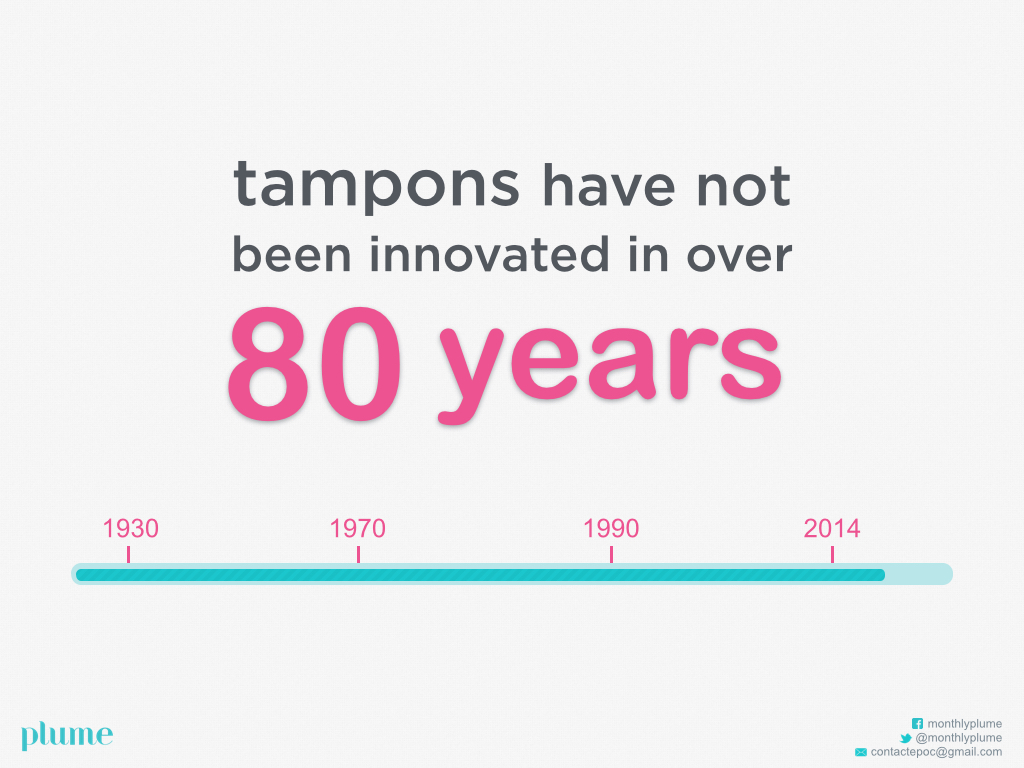 tampons have not
been innovated in over
80 years
1930 1970 1990 2014
plume
monthlyplume
@monthlyplume
contactepoc@gmail.com